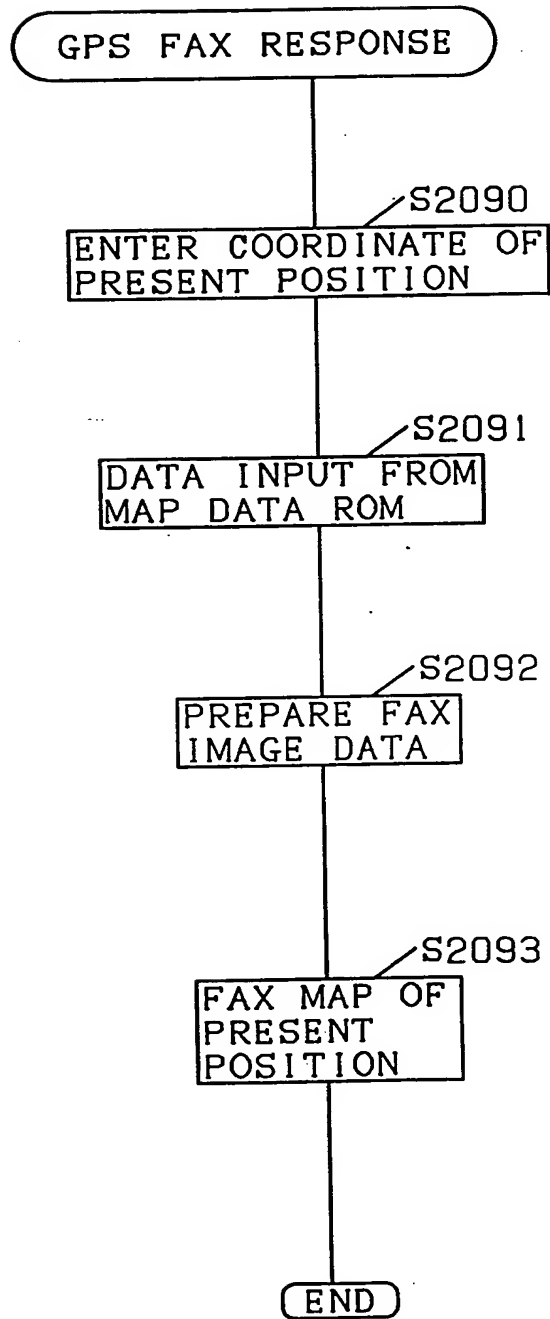 GPS FAX RESPONSE
S2090
ENTER COORDINATE OF
PRESENT POSITION
S2091
DATA INPUT FROM
MAP DATA ROM
S2092
PREPARE FAX
IMAGE DATA
S2093
FAX MAP OF
PRESENT
POSITION
END